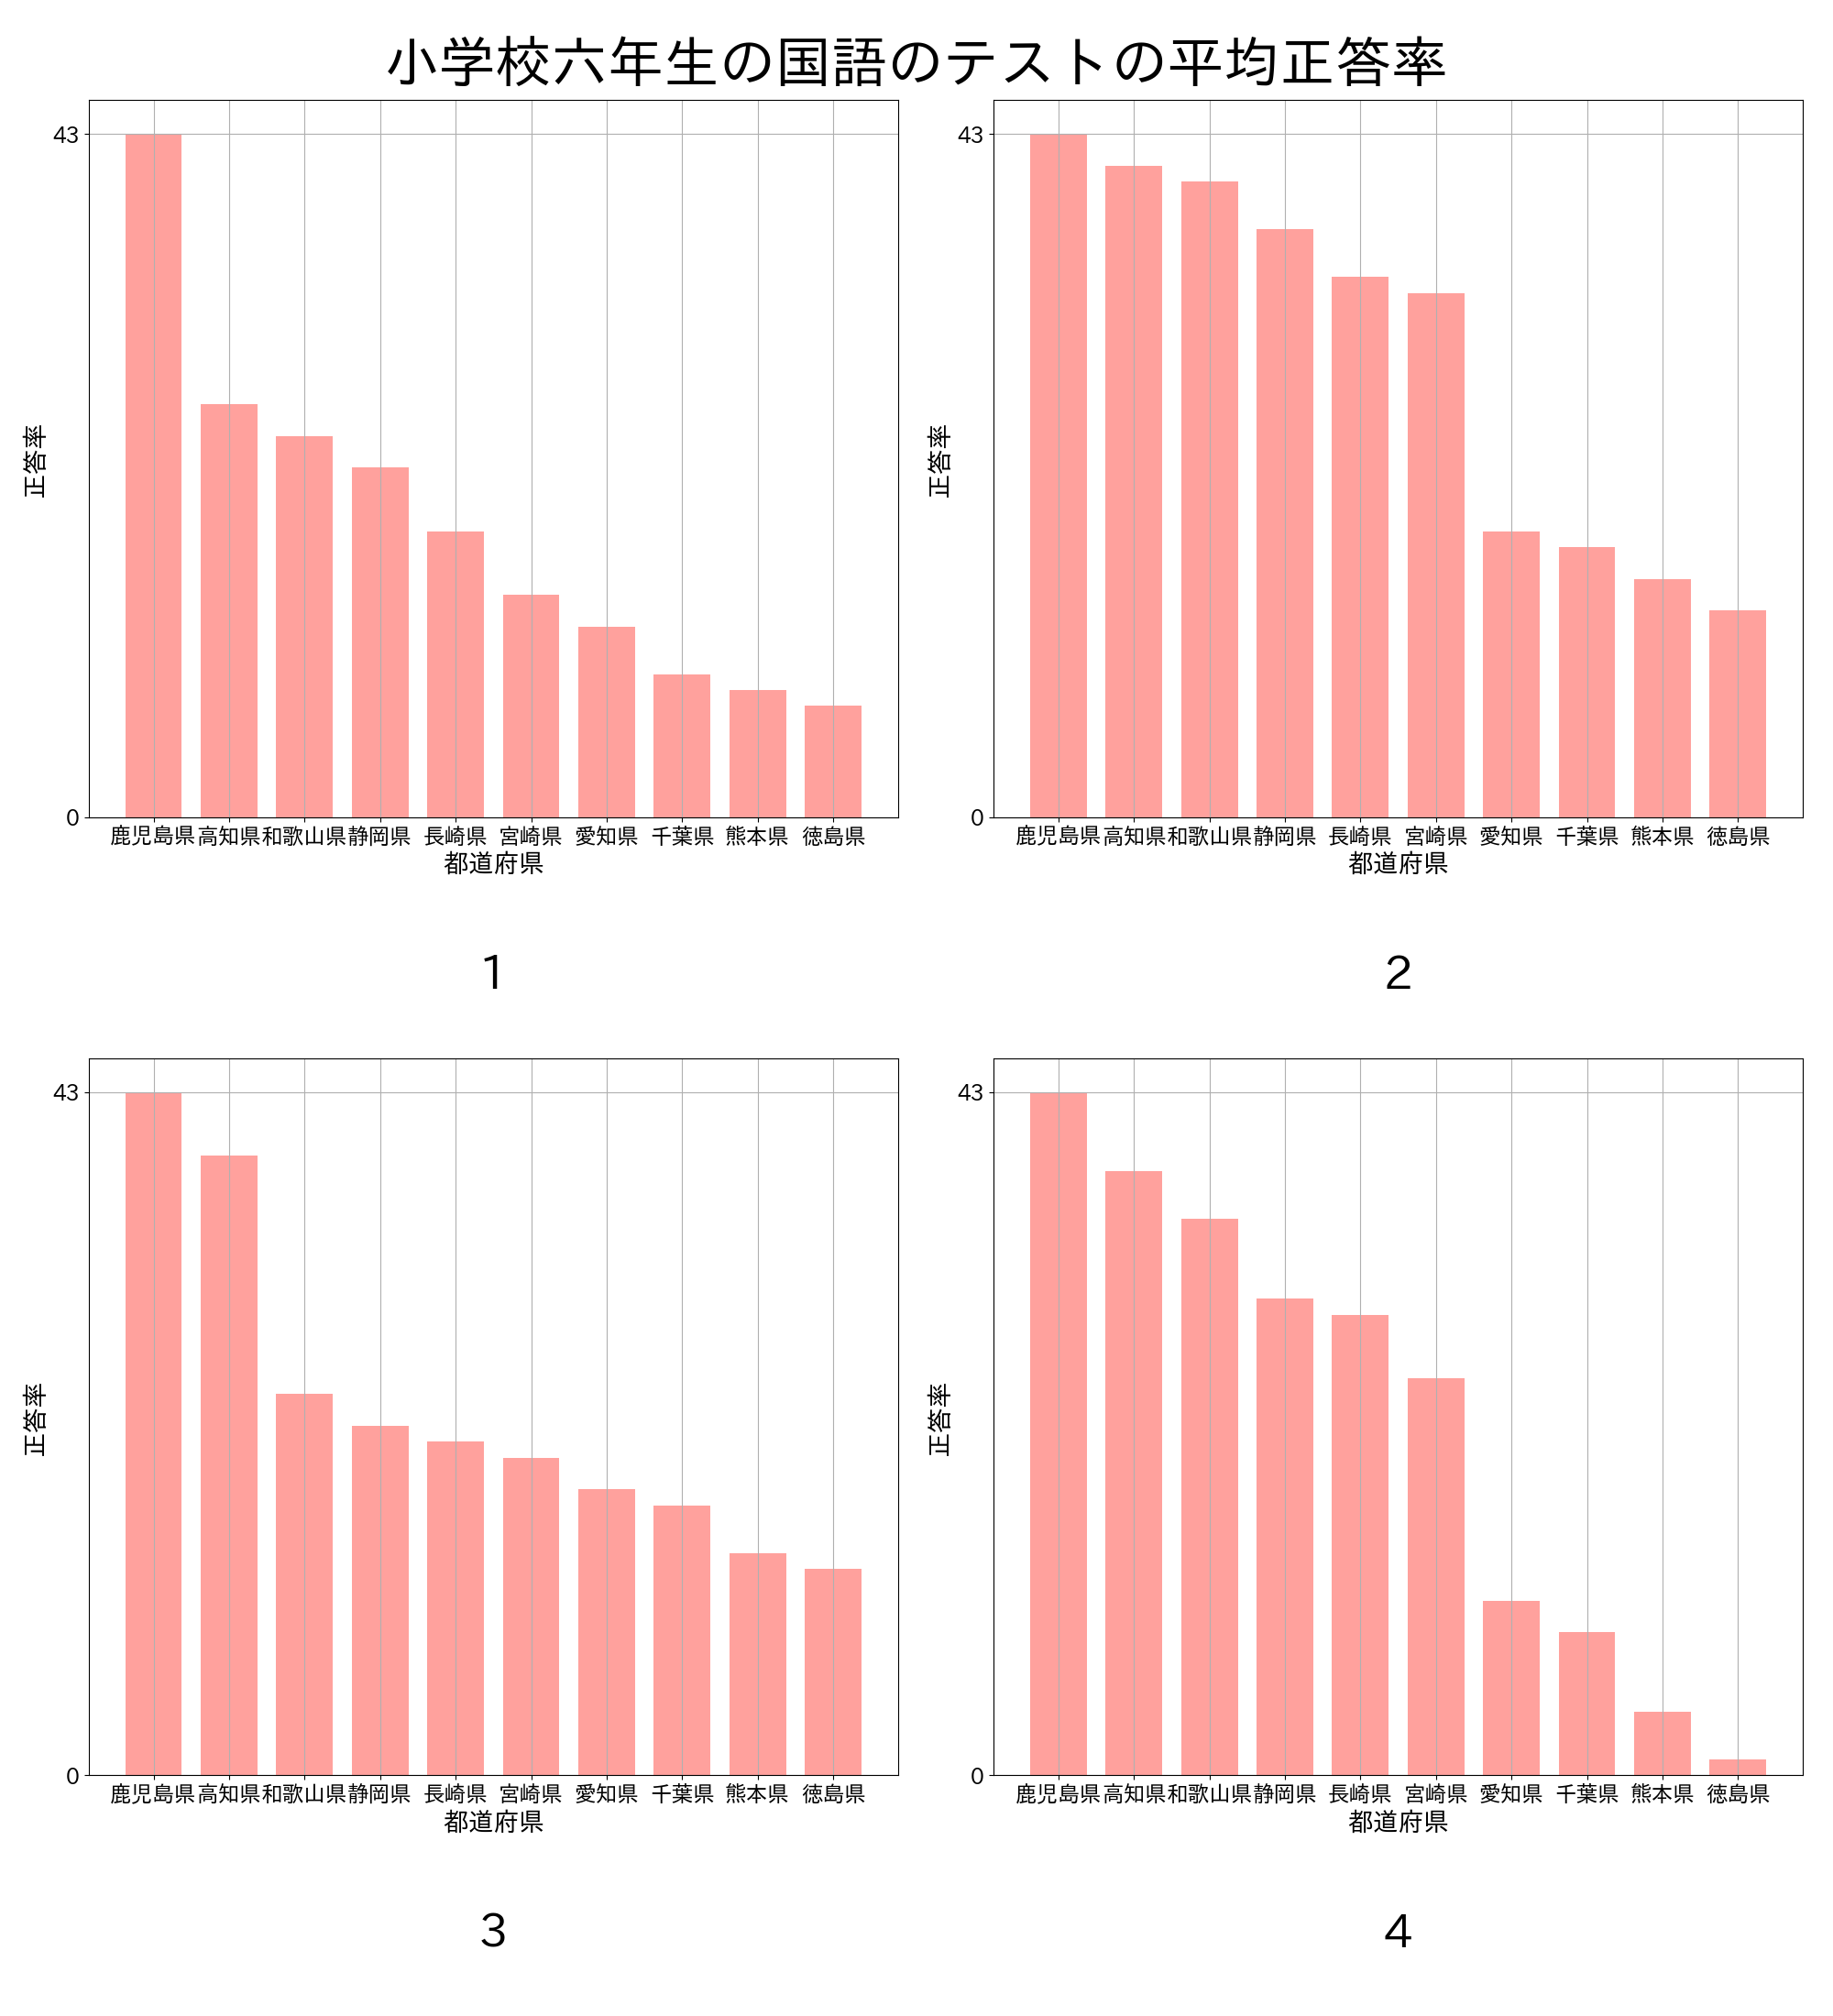 小学校六年生の国語のテストの平均正答率
43
0
正答率
鹿児島県 高知県 和歌山県 静岡県 長崎県 宮崎県 愛知県 千葉県 熊本県 徳島県
都道府県
1
43
0
正答率
鹿児島県 高知県 和歌山県 静岡県 長崎県 宮崎県 愛知県 千葉県 熊本県 徳島県
都道府県
2
43
0
正答率
鹿児島県 高知県 和歌山県 静岡県 長崎県 宮崎県 愛知県 千葉県 熊本県 徳島県
都道府県
3
43
0
正答率
鹿児島県 高知県 和歌山県 静岡県 長崎県 宮崎県 愛知県 千葉県 熊本県 徳島県
都道府県
4